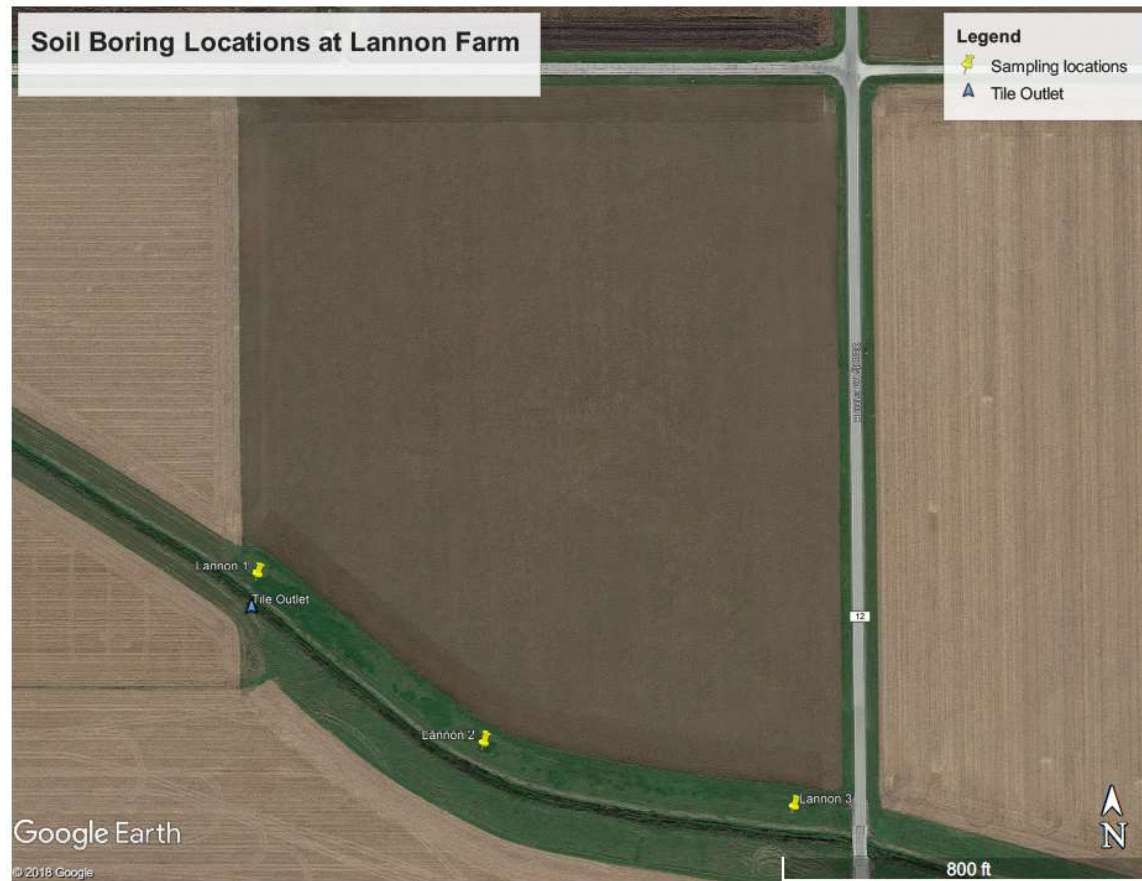 Soil Boring Locations at Lannon Farm
Legend
Sampling locations
Tile Outlet
Lannon 1
Tile Outlet
12
Lannon 2
Lannon 3
Google Earth
N
© 2018 Google
800 ft